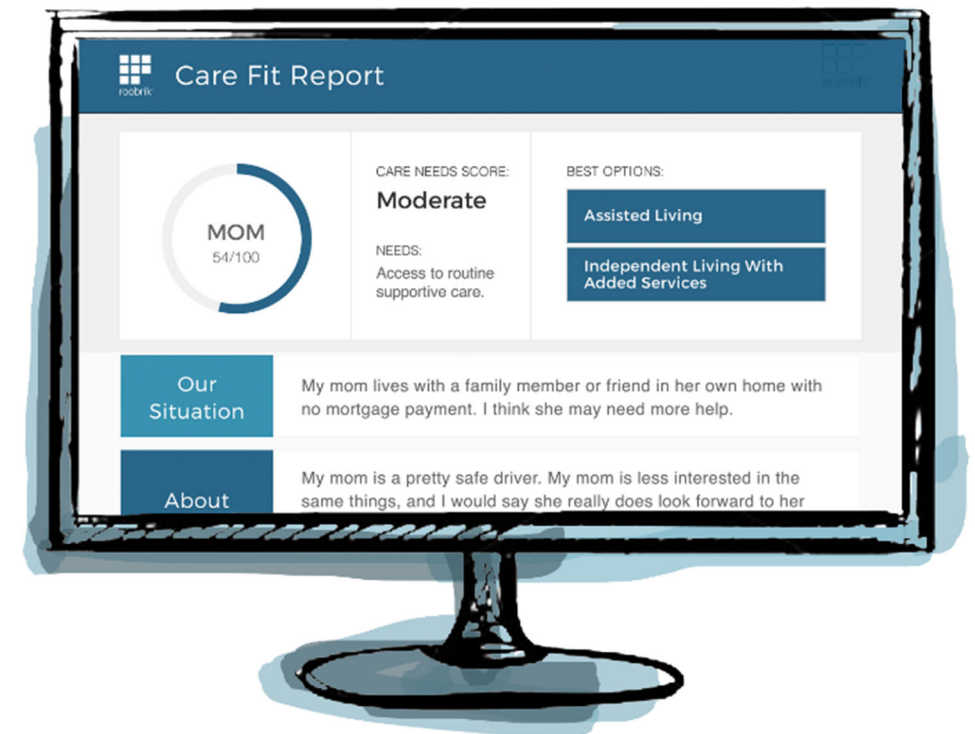 roobrik
Care Fit Report
MOM
54/100
CARE NEEDS SCORE:
Moderate
NEEDS:
Access to routine
supportive care.
BEST OPTIONS:
Assisted Living
Independent Living With
Added Services
Our
Situation
My mom lives with a family member or friend in her own home with
no mortgage payment. I think she may need more help.
About
My mom is a pretty safe driver. My mom is less interested in the
same things, and I would say she really does look forward to her